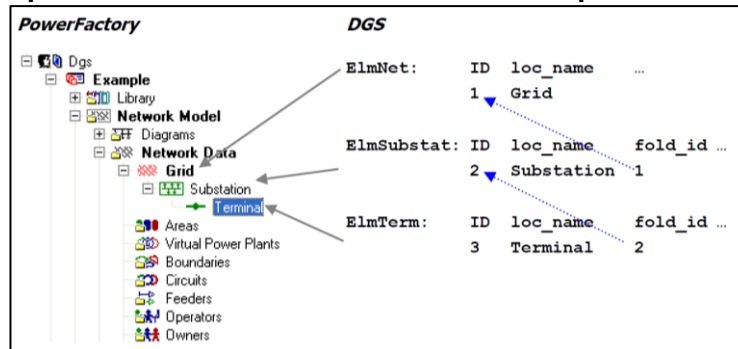 PowerFactory
DGS
Dgs
Example
Library
Network Model
Diagrams
Network Data
Grid
Substation
Terminal
Areas
Virtual Power Plants
Boundaries
Circuits
Feeders
Operators
Owners
ElmNet: ID loc_name …
1 Grid
ElmSubstat: ID loc_name fold_id …
2 Substation 1
ElmTerm: ID loc_name fold_id …
3 Terminal 2